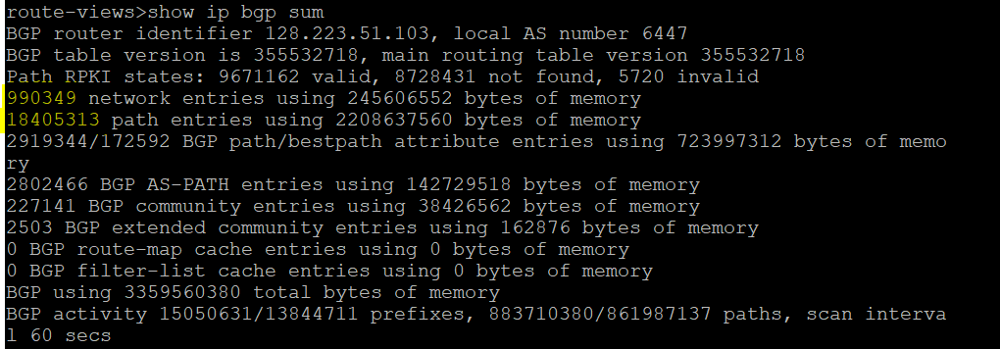 route-views>show ip bgp sum
BGP router identifier 128.223.51.103, local AS number 6447
BGP table version is 355532718, main routing table version 355532718
Path RPKI states: 9671162 valid, 8728431 not found, 5720 invalid
990349 network entries using 245606552 bytes of memory
18405313 path entries using 2208637560 bytes of memory
2919344/172592 BGP path/bestpath attribute entries using 723997312 bytes of memo
ry
2802466 BGP AS-PATH entries using 142729518 bytes of memory
227141 BGP community entries using 38426562 bytes of memory
2503 BGP extended community entries using 162876 bytes of memory
0 BGP route-map cache entries using 0 bytes of memory
0 BGP filter-list cache entries using 0 bytes of memory
BGP using 3359560380 total bytes of memory
BGP activity 15050631/13844711 prefixes, 883710380/861987137 paths, scan interva
l 60 secs